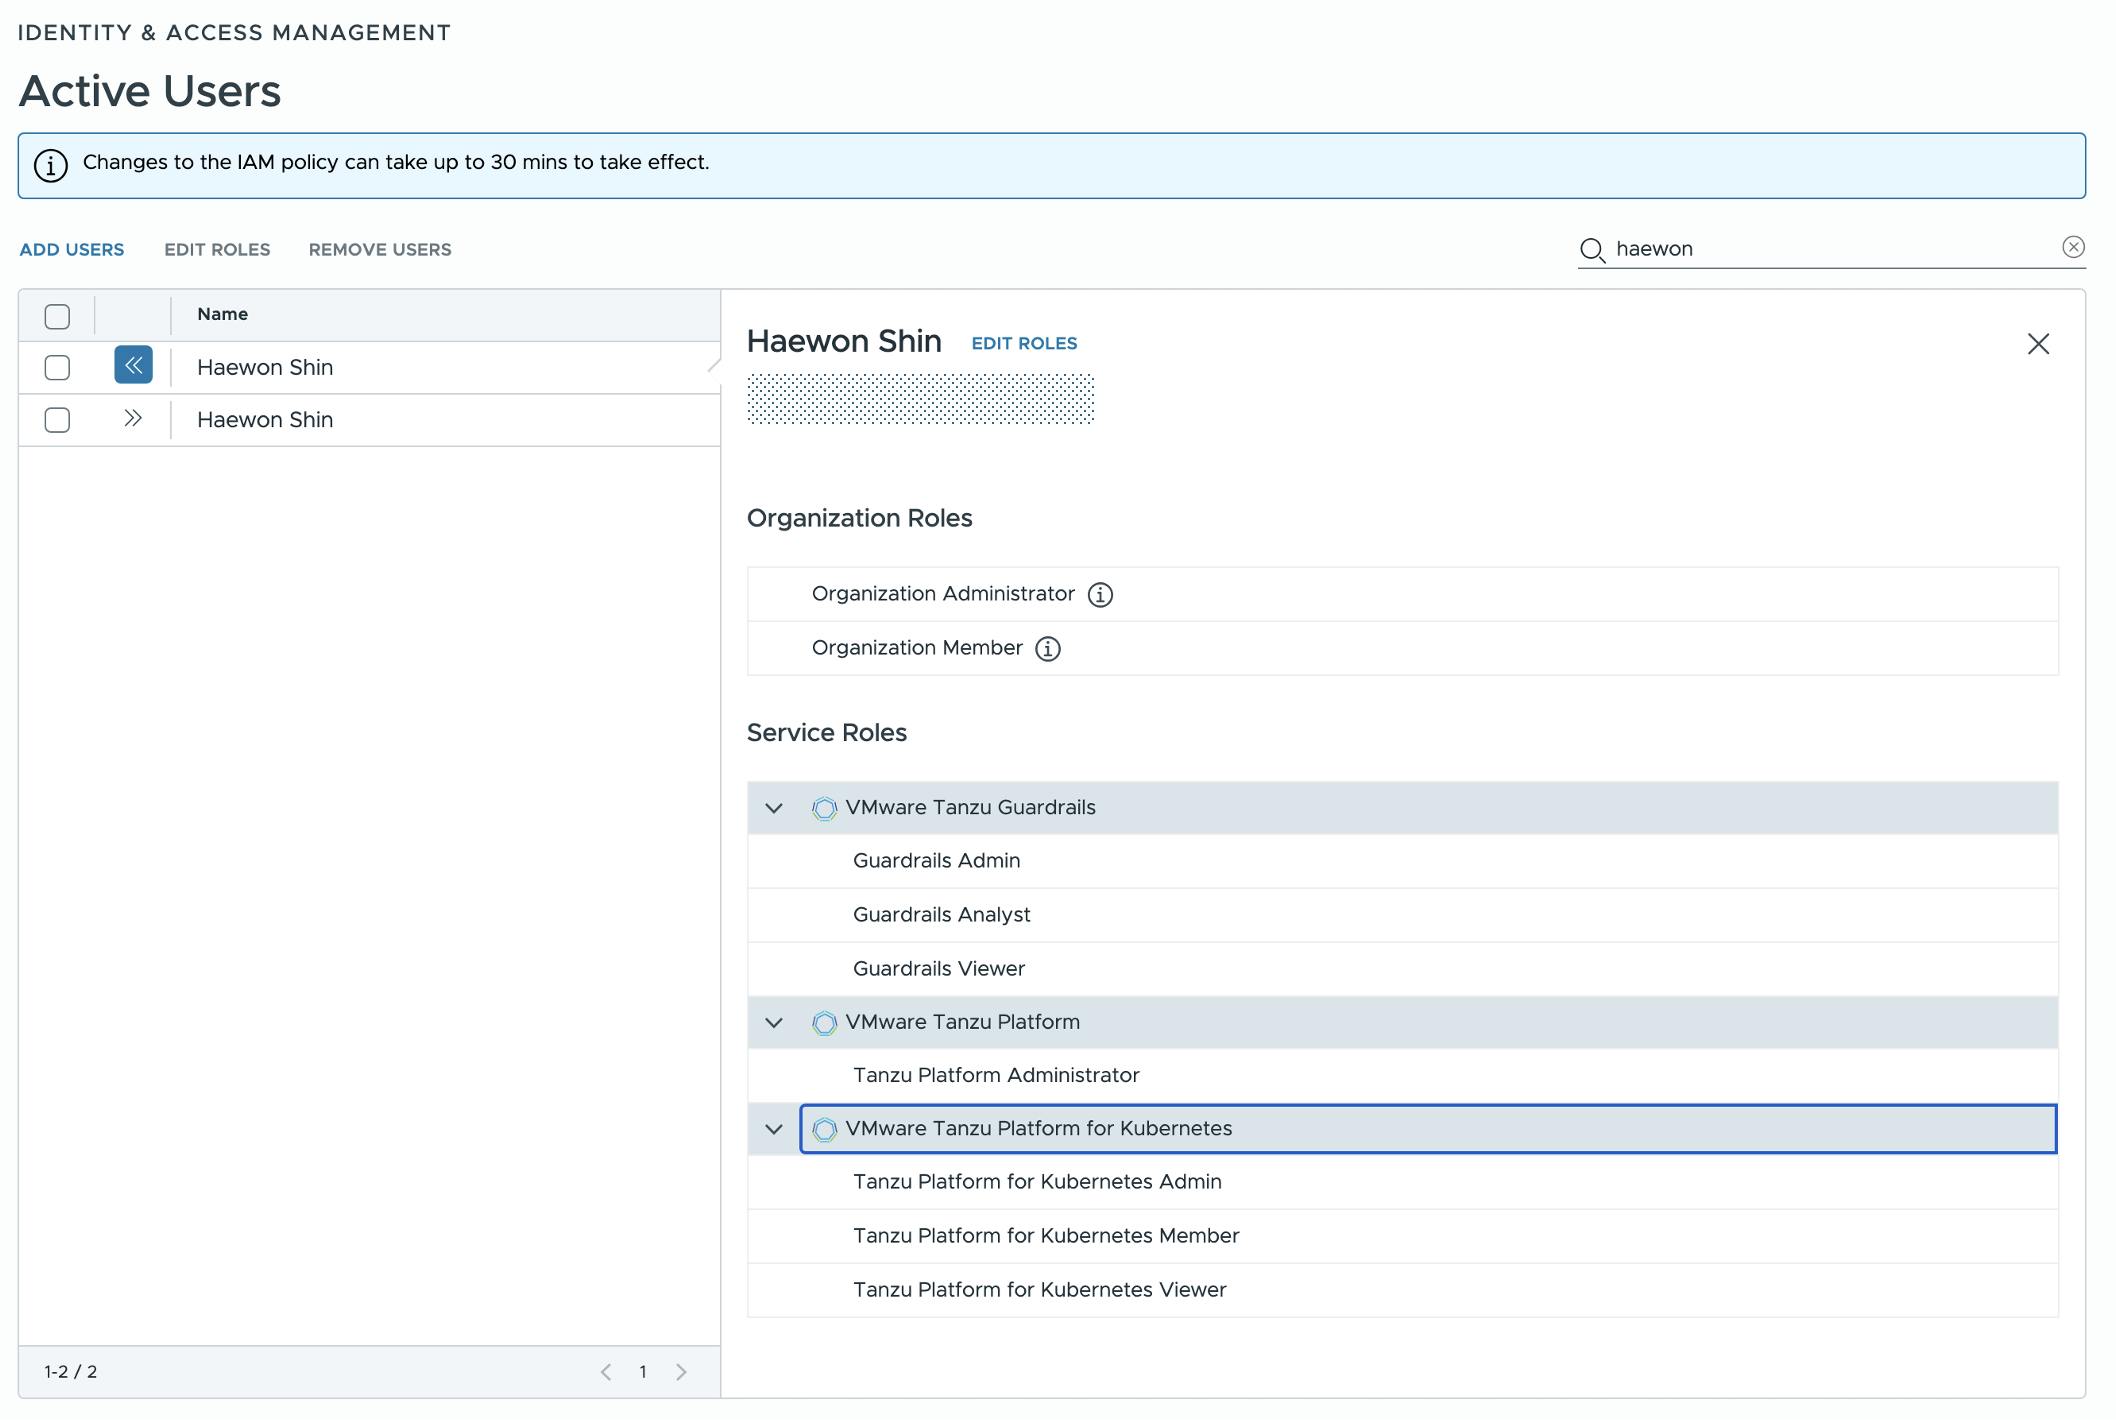 IDENTITY & ACCESS MANAGEMENT
Active Users
Changes to the IAM policy can take up to 30 mins to take effect.
ADD USERS EDIT ROLES REMOVE USERS haewon
Name
Haewon Shin
Haewon Shin
1-2 / 2 1
Haewon Shin EDIT ROLES
Organization Roles
Organization Administrator
Organization Member
Service Roles
VMware Tanzu Guardrails
Guardrails Admin
Guardrails Analyst
Guardrails Viewer
VMware Tanzu Platform
Tanzu Platform Administrator
VMware Tanzu Platform for Kubernetes
Tanzu Platform for Kubernetes Admin
Tanzu Platform for Kubernetes Member
Tanzu Platform for Kubernetes Viewer